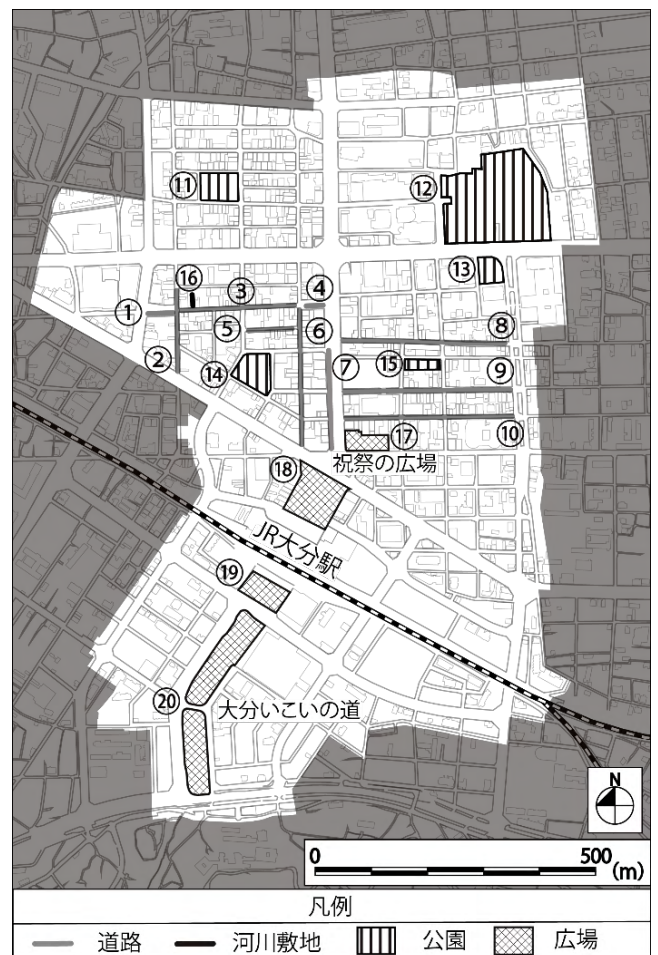 ⑪
⑫
⑬
⑯
③
④
①
⑤
⑥
⑧
②
⑭
⑦
⑮
⑨
⑰
⑩
祝祭の広場
⑱
JR大分駅
⑲
⑳
大分いこいの道
N
0 500(m)
凡例
道路 河川敷地 公園 広場